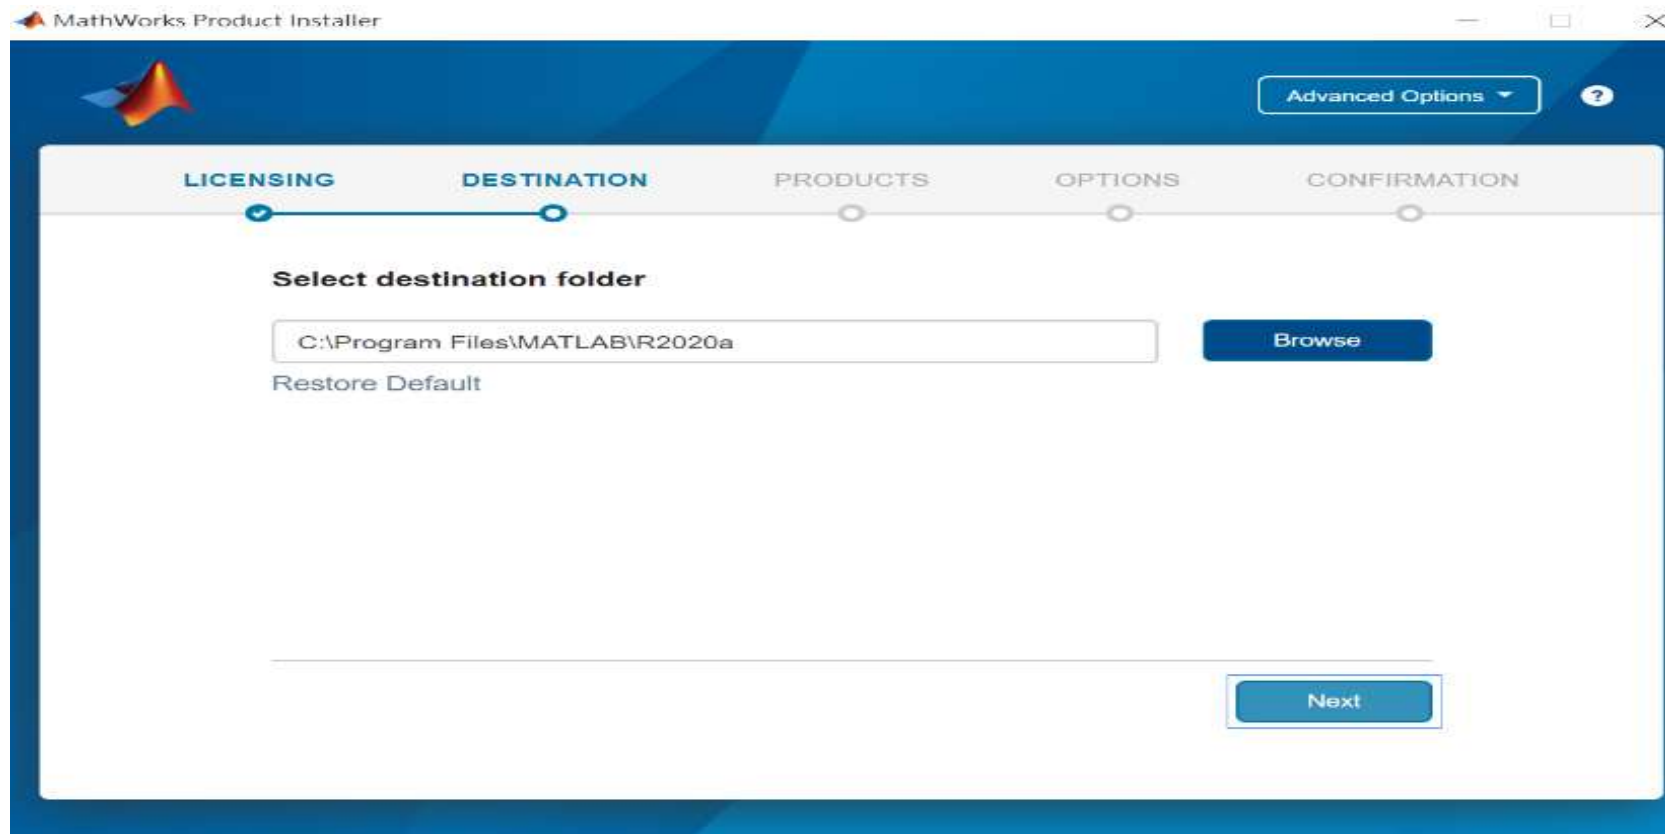 MathWorks Product Installer
Advanced Options
?
LICENSING DESTINATION PRODUCTS OPTIONS CONFIRMATION
Select destination folder
C:\Program Files\MATLAB\R2020a
Browse
Restore Default
Next